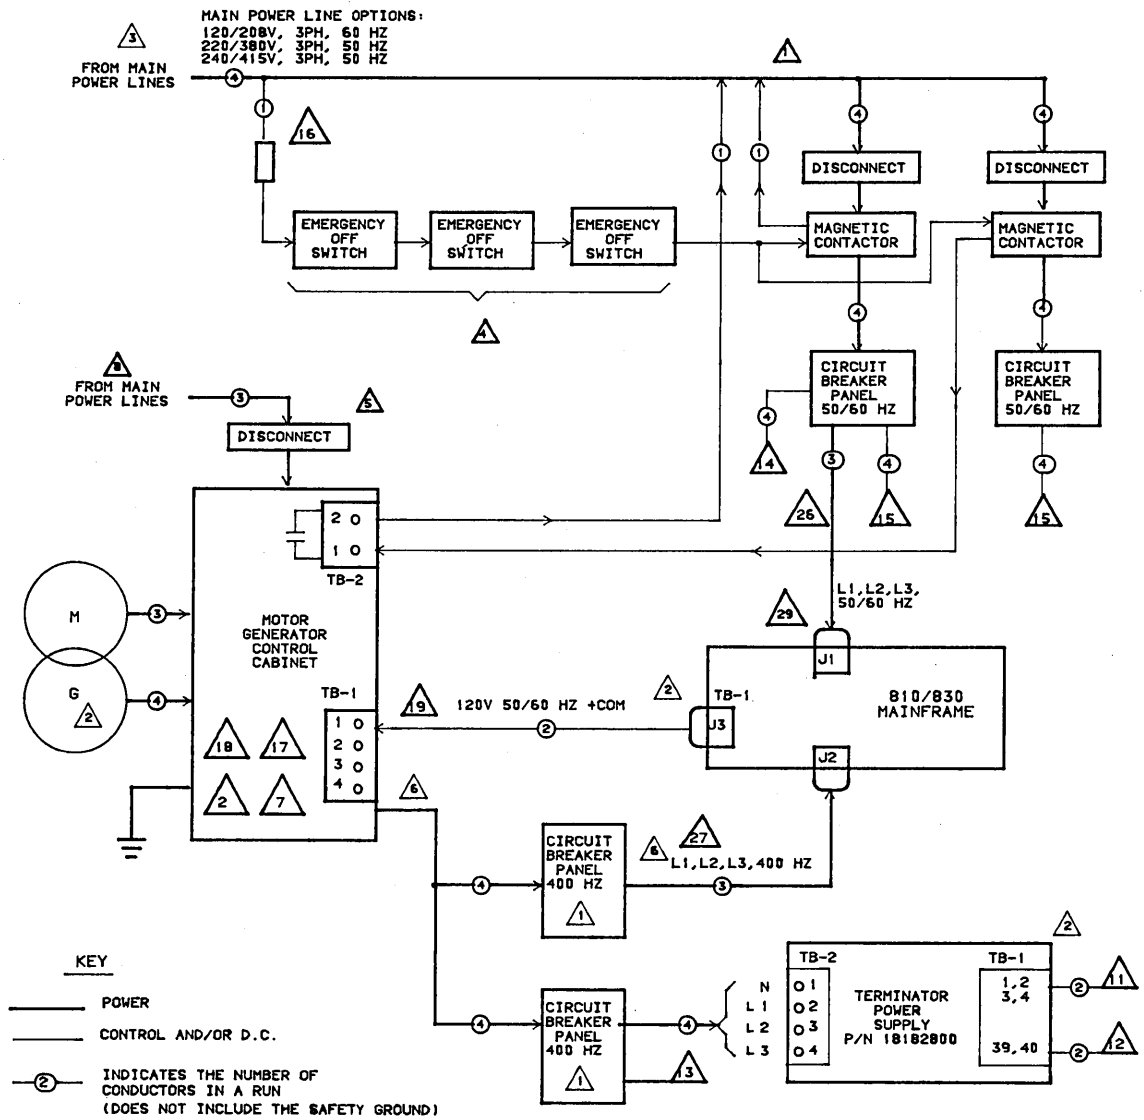 MAIN POWER LINE OPTIONS:
120/208V, 3PH, 60 HZ
220/380V, 3PH, 50 HZ
240/415V, 3PH, 50 HZ
3
FROM MAIN
POWER LINES
4
1
1
16
1
1
4
4
DISCONNECT
DISCONNECT
EMERGENCY
OFF
SWITCH
EMERGENCY
OFF
SWITCH
EMERGENCY
OFF
SWITCH
MAGNETIC
CONTACTOR
MAGNETIC
CONTACTOR
4
4
4
FROM MAIN
POWER LINES
3
5
DISCONNECT
CIRCUIT
BREAKER
PANEL
50/60 HZ
CIRCUIT
BREAKER
PANEL
50/60 HZ
4
14
3
4
4
26
15
15
2
1
TB-2
M
3
G
2
4
MOTOR
GENERATOR
CONTROL
CABINET
L1,L2,L3,
50/60 HZ
29
J1
TB-1
1
2
3
4
19
120V 50/60 HZ +COM
2
2
TB-1
J3
810/830
MAINFRAME
J2
18
17
2
7
6
4
CIRCUIT
BREAKER
PANEL
400 HZ
1
6
27
L1,L2,L3,400 HZ
3
4
CIRCUIT
BREAKER
PANEL
400 HZ
1
4
13
N
L1
L2
L3
TB-2
1
2
3
4
TERMINATOR
POWER
SUPPLY
P/N 18182800
TB-1
1,2
3,4
39,40
2
2
11
2
12
KEY
POWER
CONTROL AND/OR D.C.
2
INDICATES THE NUMBER OF
CONDUCTORS IN A RUN
(DOES NOT INCLUDE THE SAFETY GROUND)